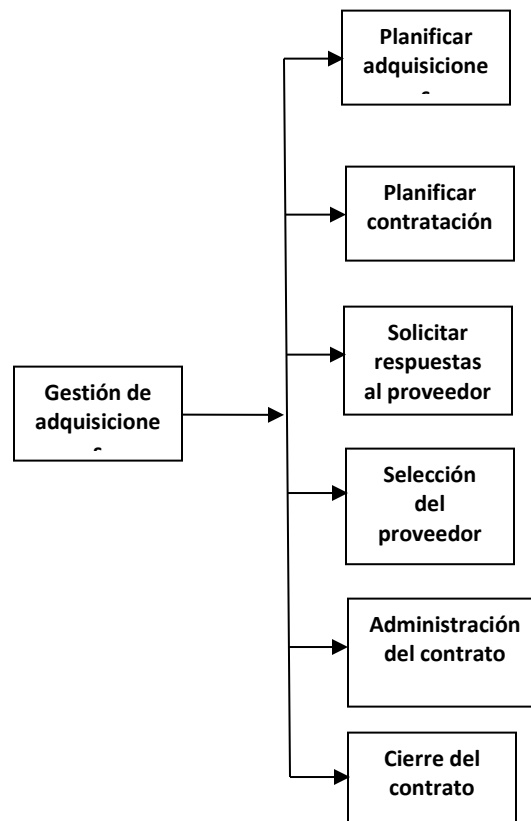 Planificar
adquisicione
Planificar
contratación
Solicitar
respuestas
al proveedor
Gestión de
adquisicione
Selección
del
proveedor
Administración
del contrato
Cierre del
contrato